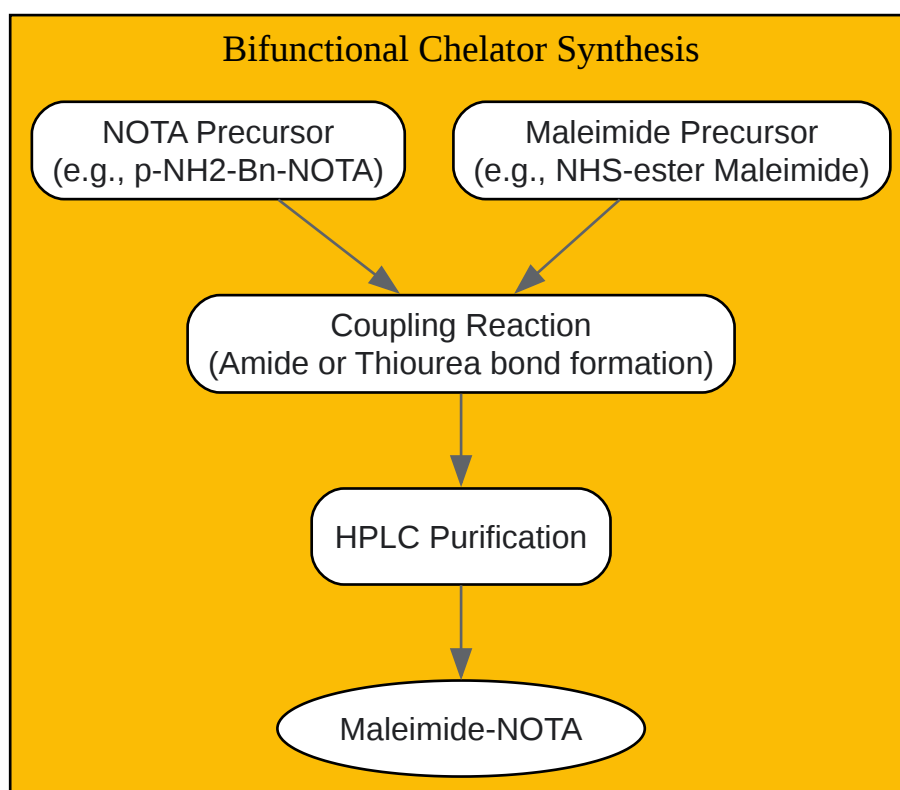 Bifunctional Chelator Synthesis
NOTA Precursor
(e.g., p-NH2-Bn-NOTA)
Maleimide Precursor
(e.g., NHS-ester Maleimide)
Coupling Reaction
(Amide or Thiourea bond formation)
HPLC Purification
Maleimide-NOTA